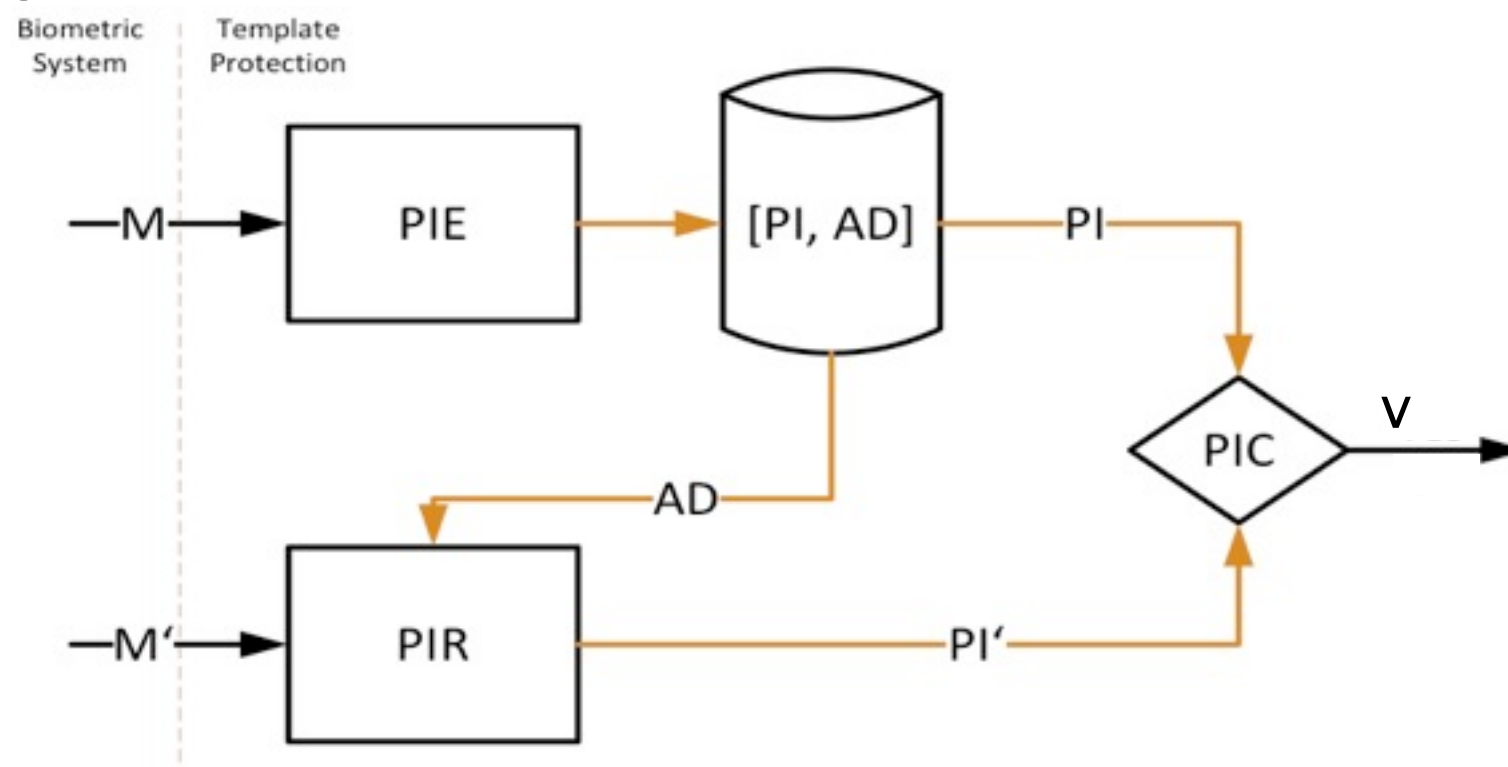 Biometric
System
Template
Protection
M
PIE
[PI, AD]
PI
V
PIC
AD
M‘
PIR
PI‘